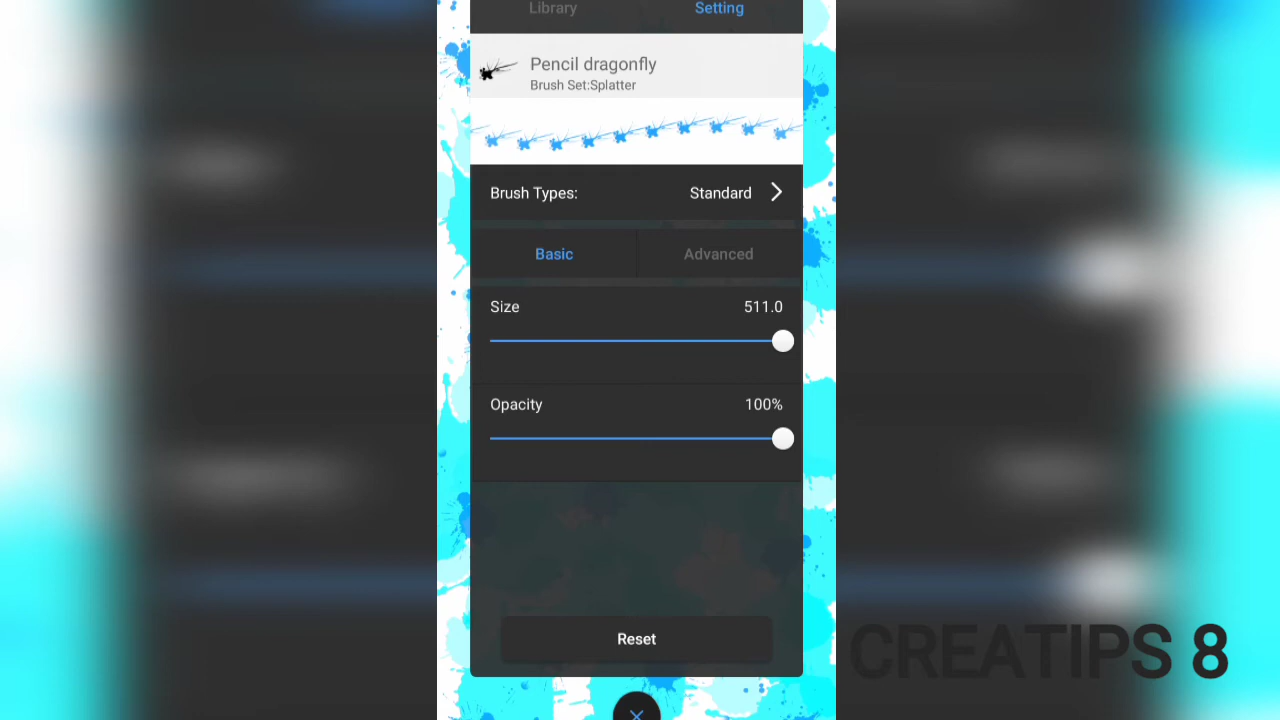 Library
Setting
Pencil dragonfly
Brush Set:Splatter
Brush Types:
Standard
Basic
Advanced
Size
511.0
Opacity
100%
Reset
CREATIPS 8